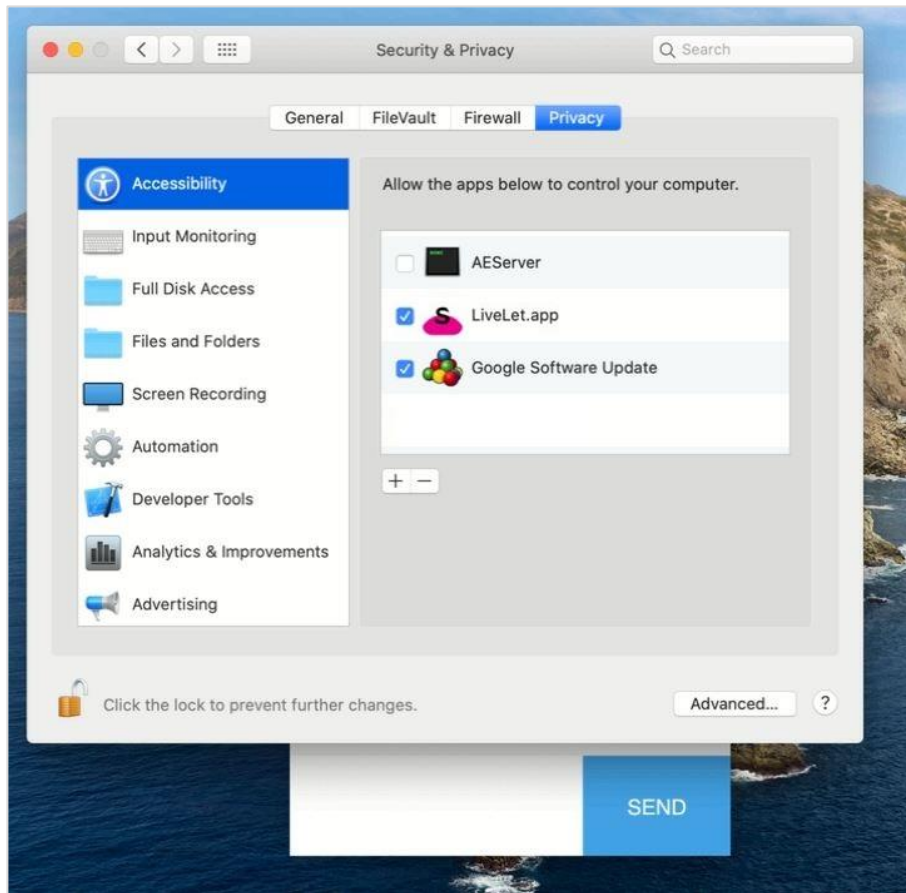 Security & Privacy
Search
General FileVault Firewall Privacy
Accessibility
Input Monitoring
Full Disk Access
Files and Folders
Screen Recording
Automation
Developer Tools
Analytics & Improvements
Advertising
Allow the apps below to control your computer.
AEServer
S
LiveLet.app
Google Software Update
+ −
Click the lock to prevent further changes.
Advanced... ?
SEND